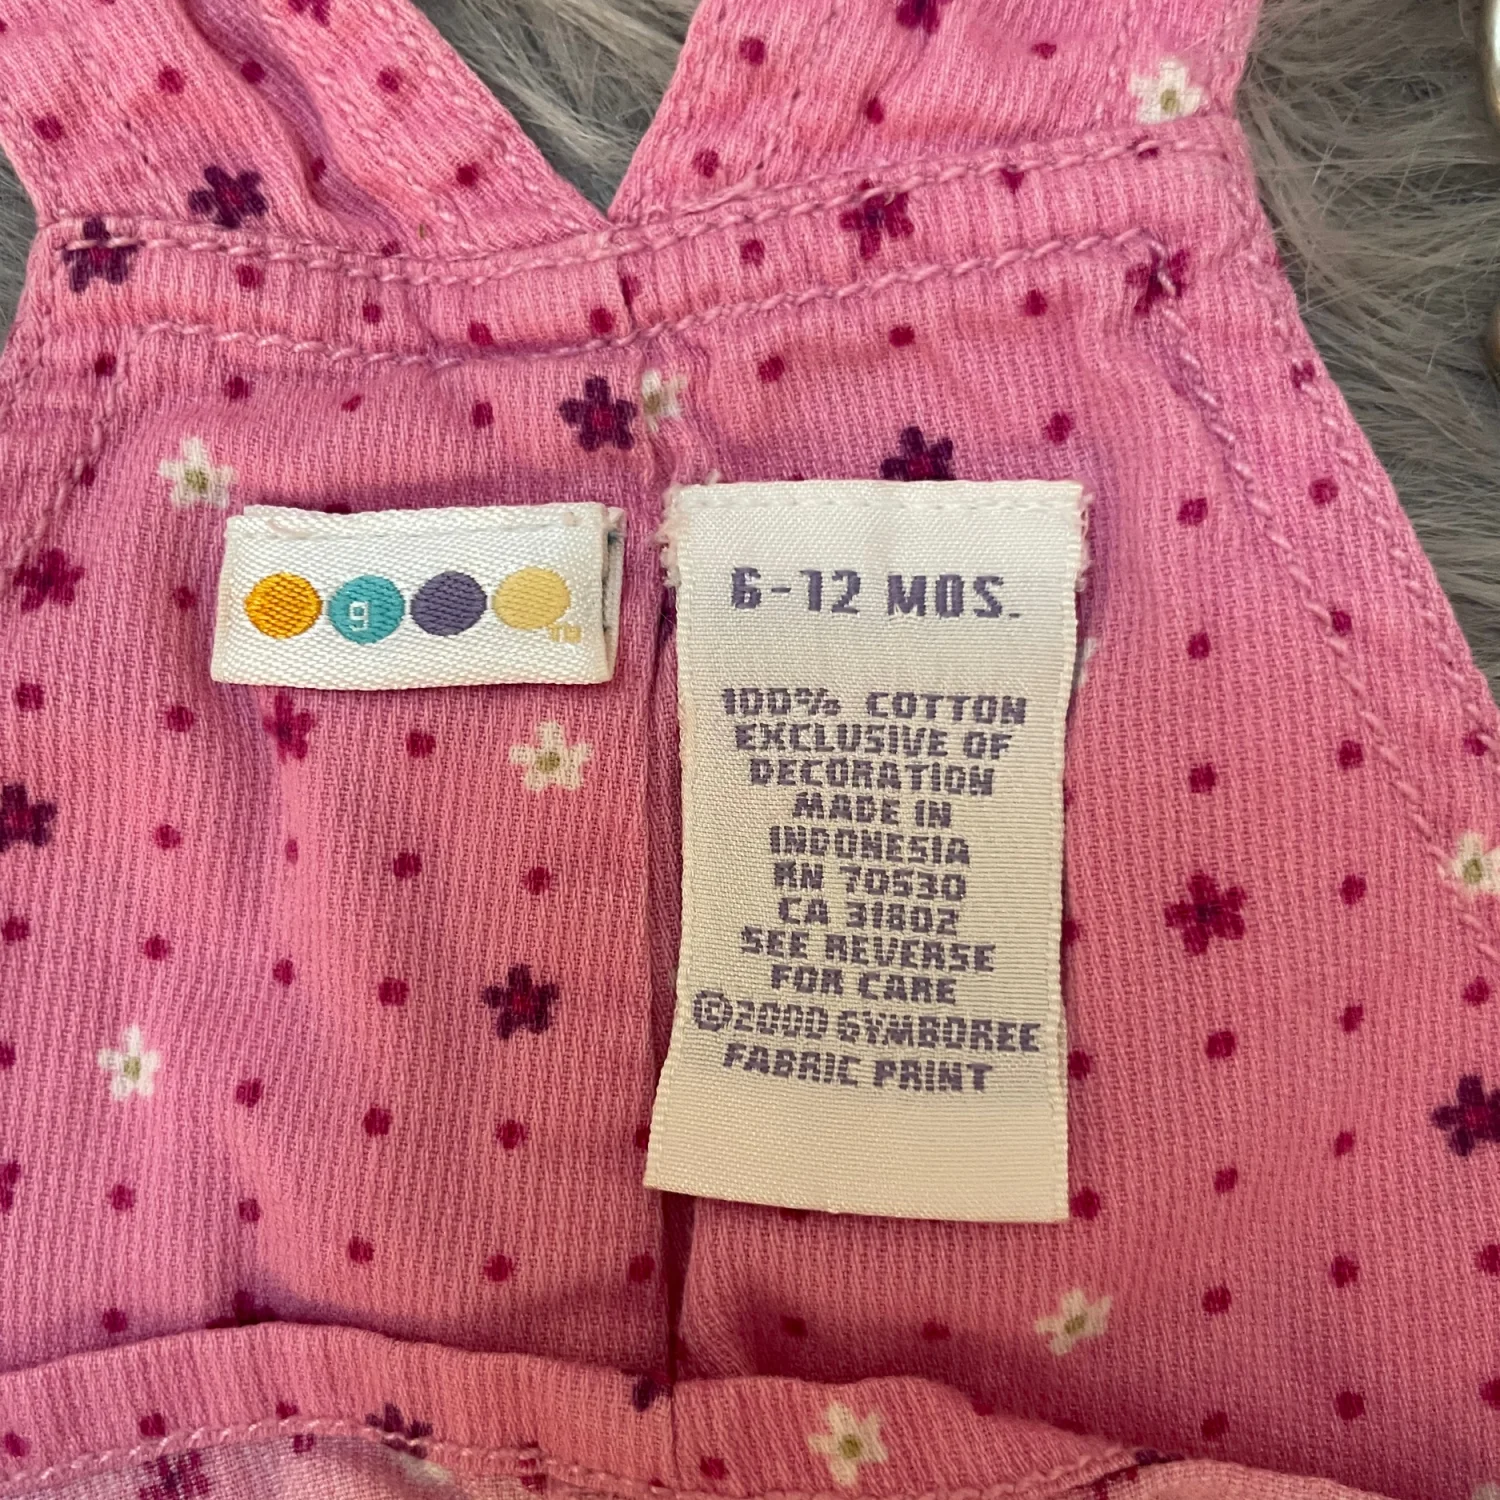 g
TM
6-12 MOS.
100% COTTON
EXCLUSIVE OF
DECORATION
MADE IN
INDONESIA
RN 70530
CA 31802
SEE REVERSE
FOR CARE
©2000 GYMBOREE
FABRIC PRINT